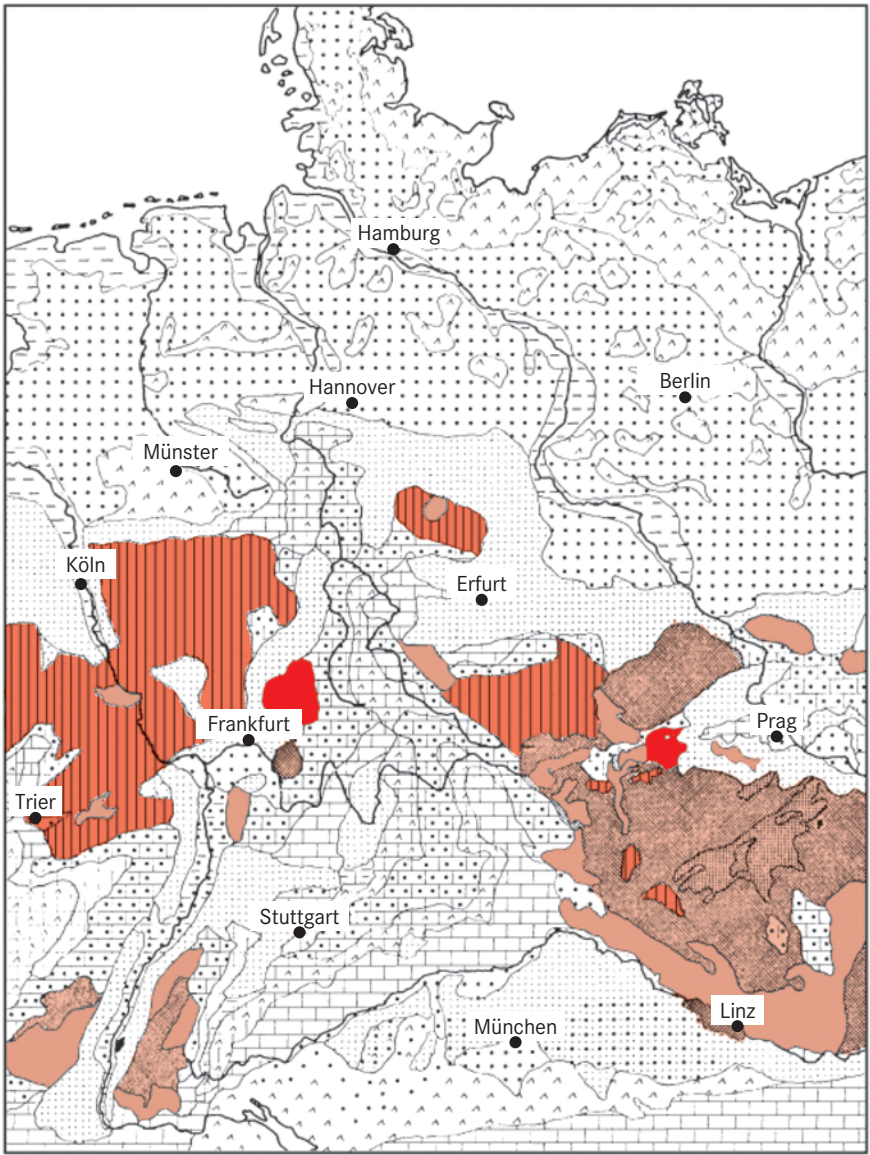 Hamburg
Hannover
Berlin
Münster
Köln
Erfurt
Frankfurt
Prag
Trier
Stuttgart
Linz
München